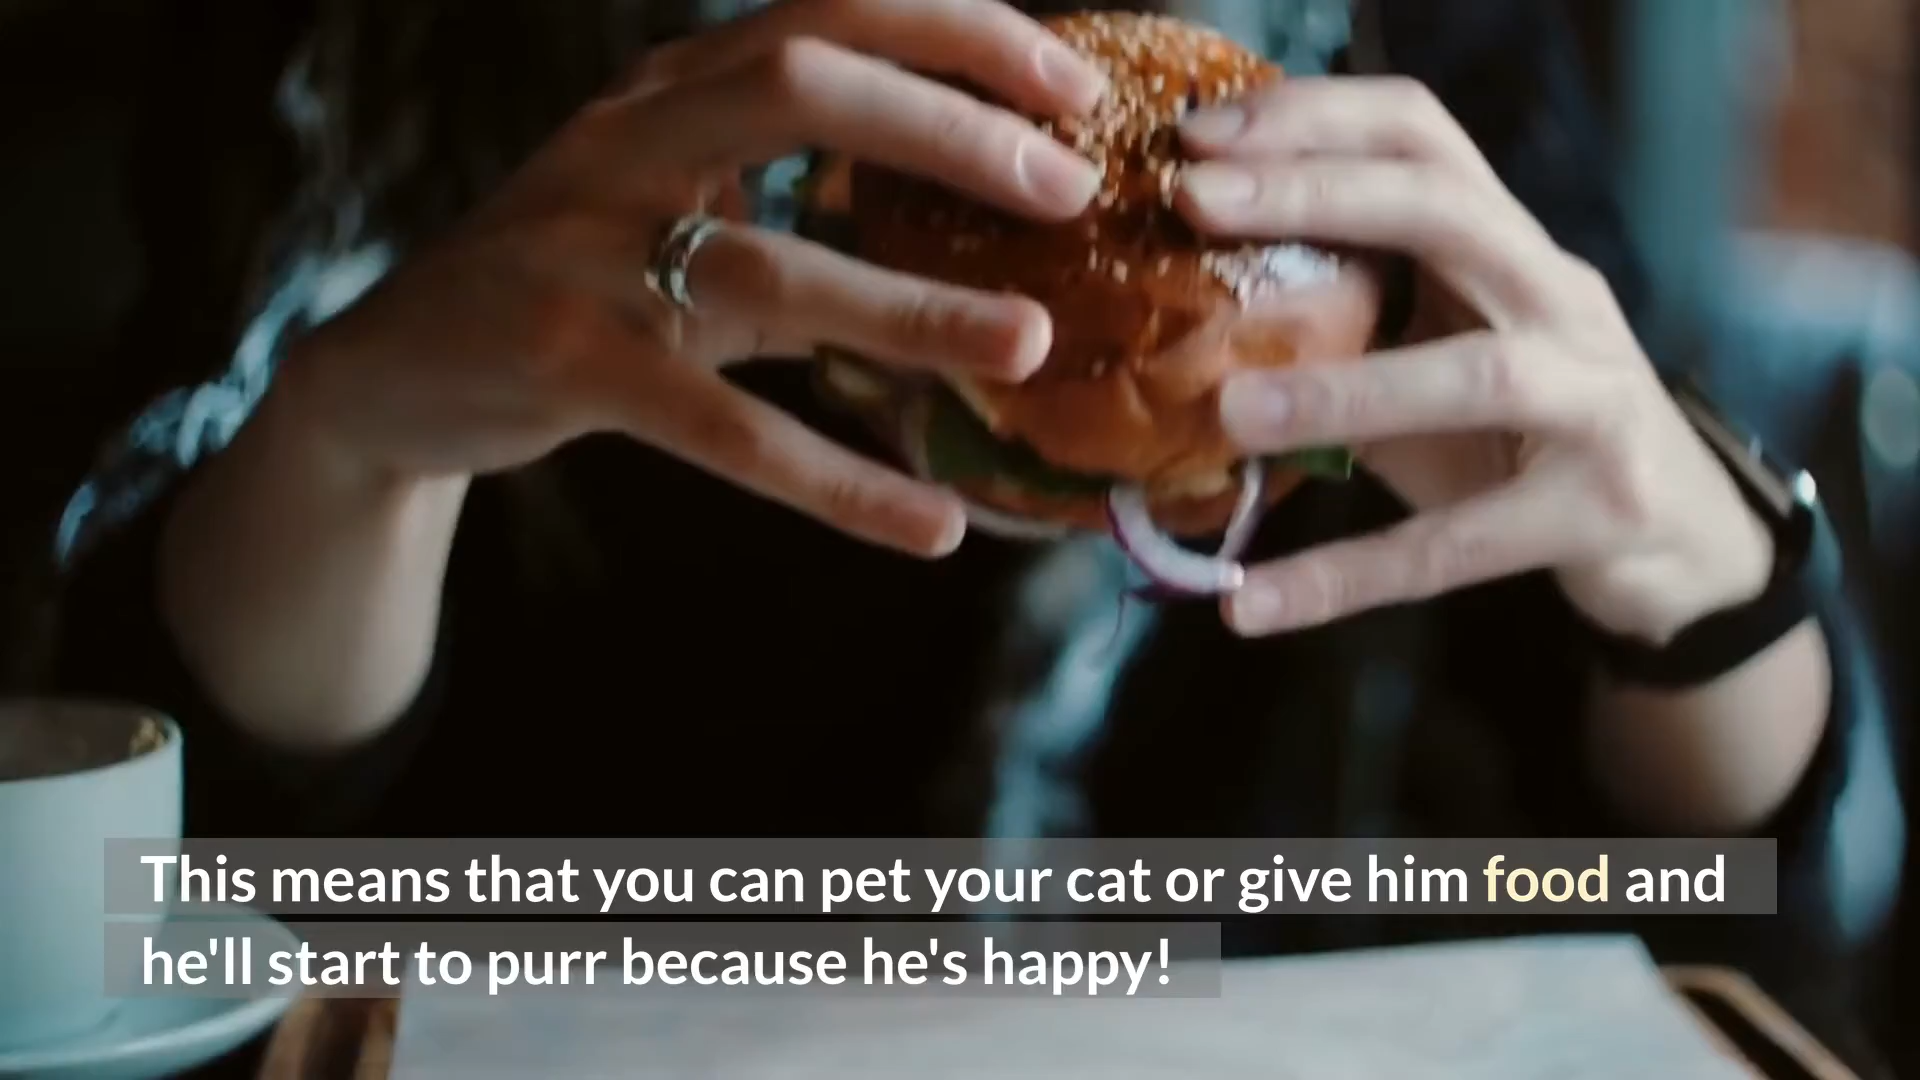 This means that you can pet your cat or give him food and
he'll start to purr because he's happy!